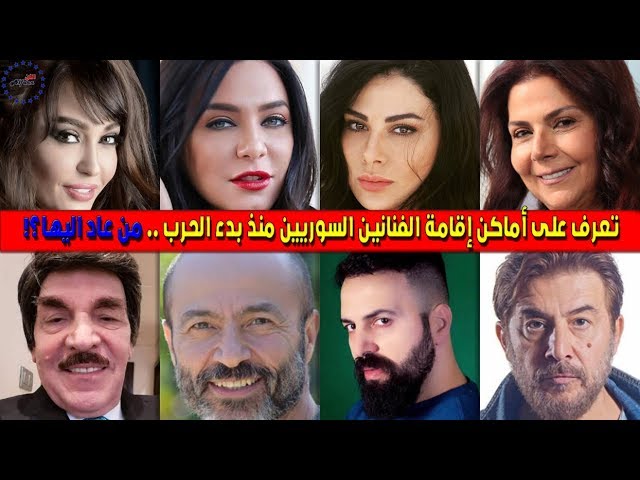 تعرف على أماكن إقامة الفنانين السوريين منذ بدء الحرب .. من عاد اليها؟!